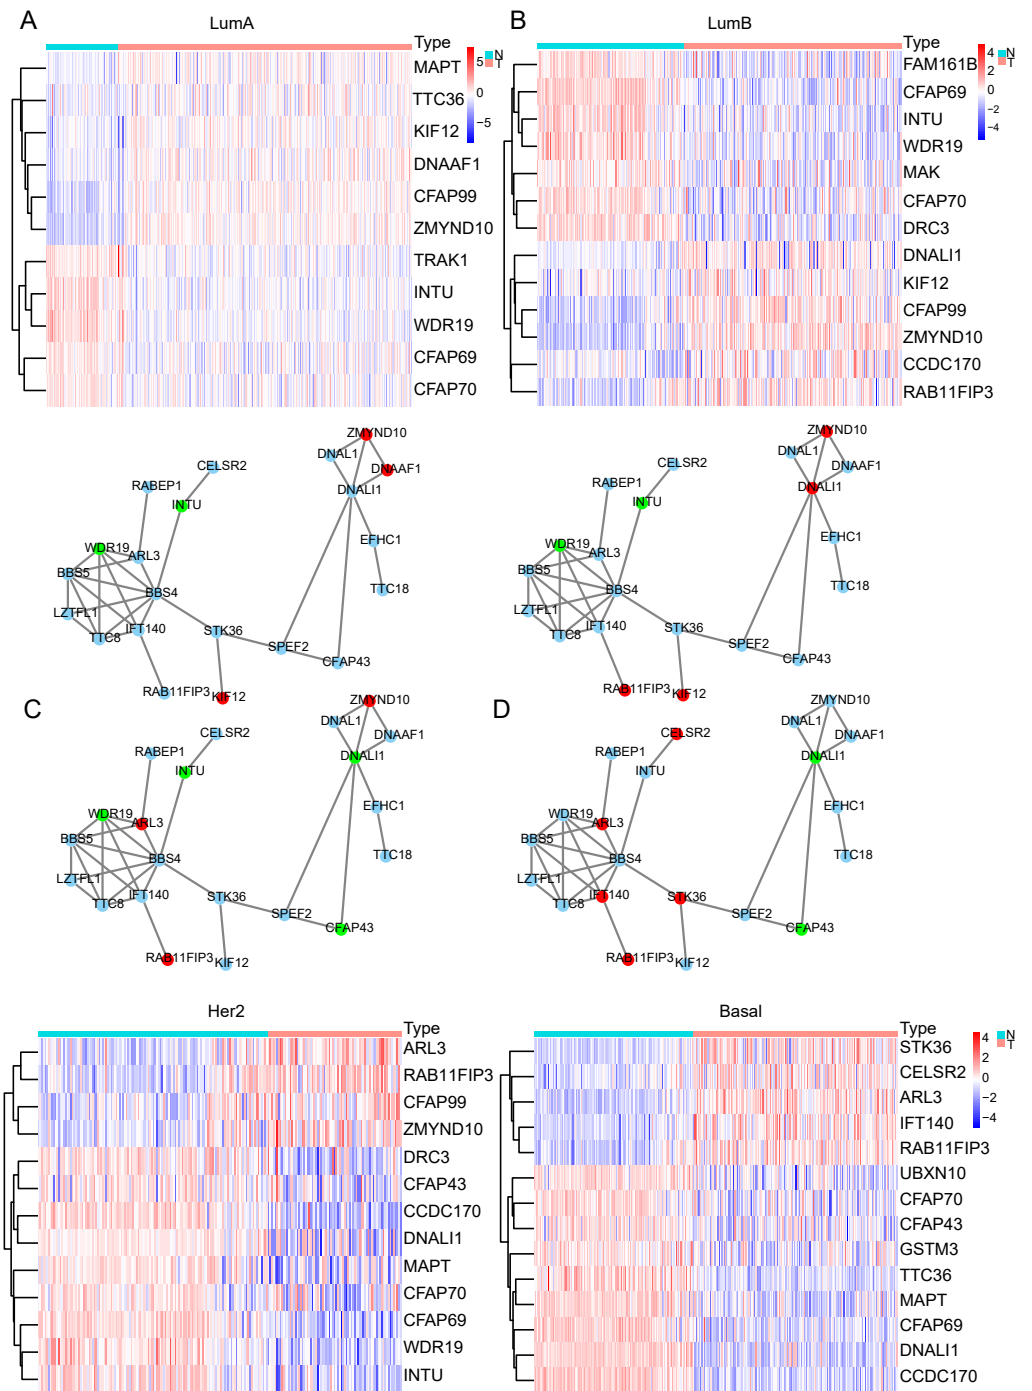 A
LumA
Type
N
T
5
0
−5
MAPT
TTC36
KIF12
DNAAF1
CFAP99
ZMYND10
TRAK1
INTU
WDR19
CFAP69
CFAP70
B
LumB
Type
N
T
4
2
0
−2
−4
FAM161B
CFAP69
INTU
WDR19
MAK
CFAP70
DRC3
DNALI1
KIF12
CFAP99
ZMYND10
CCDC170
RAB11FIP3
ZMYND10
DNAL1
DNAAF1
CELSR2
RABEP1
DNALI1
INTU
EFHC1
WDR19
ARL3
BBS5
TTC18
BBS4
LZTFL1
IFT140
TTC8
STK36
SPEF2
CFAP43
RAB11FIP3
KIF12
ZMYND10
DNAL1
DNAAF1
CELSR2
RABEP1
DNALI1
INTU
EFHC1
WDR19
ARL3
BBS5
TTC18
BBS4
LZTFL1
IFT140
TTC8
STK36
SPEF2
CFAP43
RAB11FIP3
KIF12
C
ZMYND10
DNAL1
DNAAF1
CELSR2
RABEP1
DNALI1
INTU
EFHC1
WDR19
ARL3
BBS5
TTC18
BBS4
LZTFL1
IFT140
TTC8
STK36
SPEF2
CFAP43
RAB11FIP3
KIF12
D
ZMYND10
DNAL1
DNAAF1
CELSR2
RABEP1
DNALI1
INTU
EFHC1
WDR19
ARL3
BBS5
TTC18
BBS4
LZTFL1
IFT140
TTC8
STK36
SPEF2
CFAP43
RAB11FIP3
KIF12
Her2
Type
ARL3
RAB11FIP3
CFAP99
ZMYND10
DRC3
CFAP43
CCDC170
DNALI1
MAPT
CFAP70
CFAP69
WDR19
INTU
Basal
Type
N
T
4
2
0
−2
−4
STK36
CELSR2
ARL3
IFT140
RAB11FIP3
UBXN10
CFAP70
CFAP43
GSTM3
TTC36
MAPT
CFAP69
DNALI1
CCDC170